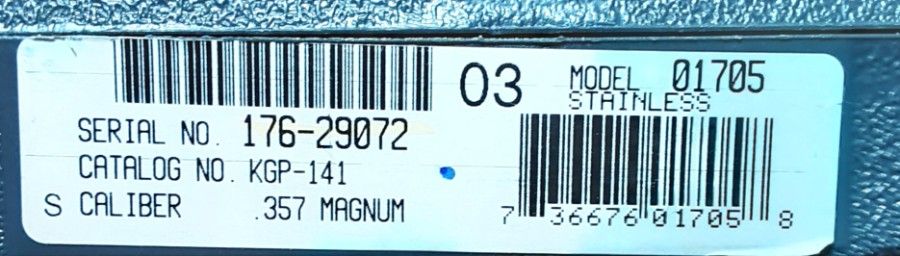 03 MODEL 01705
STAINLESS
SERIAL NO. 176-29072
CATALOG NO. KGP-141
S CALIBER .357 MAGNUM
7 36676 01705 8